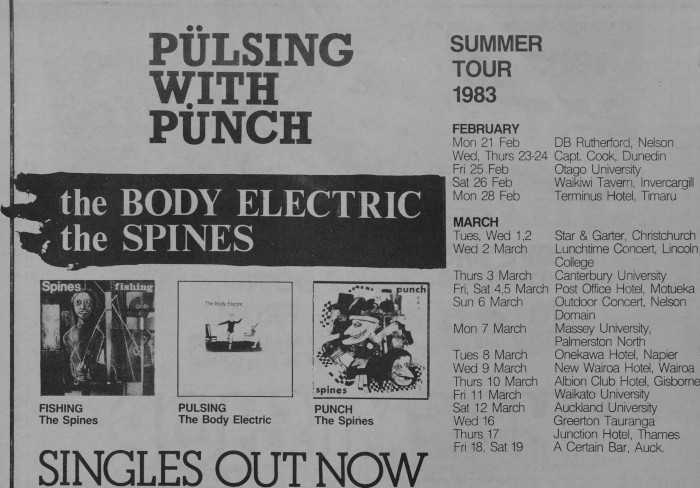 PÜLSING
WITH
PÜNCH
the BODY ELECTRIC
the SPINES
Spines fishing
The Body Electric
punch
spines
FISHING
The Spines
PULSING
The Body Electric
PUNCH
The Spines
SINGLES OUT NOW
SUMMER
TOUR
1983
FEBRUARY
Mon 21 Feb DB Rutherford, Nelson
Wed, Thurs 23-24 Capt. Cook, Dunedin
Fri 25 Feb Otago University
Sat 26 Feb Waikiwi Tavern, Invercargill
Mon 28 Feb Terminus Hotel, Timaru
MARCH
Tues, Wed 1,2 Star & Garter, Christchurch
Wed 2 March Lunchtime Concert, Lincoln
College
Thurs 3 March Canterbury University
Fri, Sat 4,5 March Post Office Hotel, Motueka
Sun 6 March Outdoor Concert, Nelson
Domain
Mon 7 March Massey University,
Palmerston North
Tues 8 March Onekawa Hotel, Napier
Wed 9 March New Wairoa Hotel, Wairoa
Thurs 10 March Albion Club Hotel, Gisborne
Fri 11 March Waikato University
Sat 12 March Auckland University
Wed 16 Greerton Tauranga
Thurs 17 Junction Hotel, Thames
Fri 18, Sat 19 A Certain Bar, Auck.